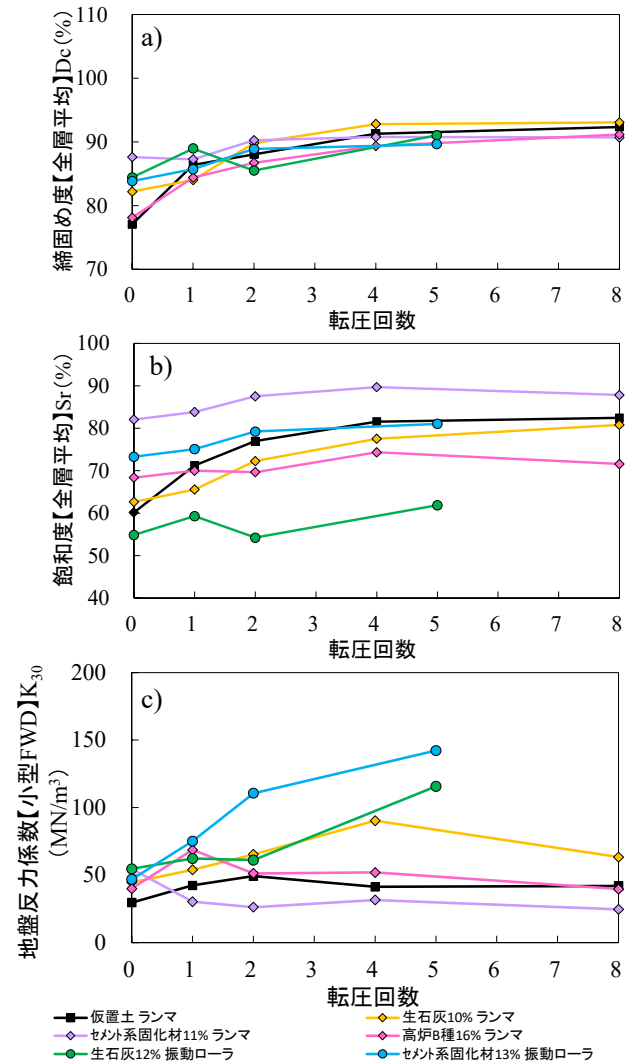 a)
締固め度【全層平均】Dc(%)
110
100
90
80
70
0 1 2 3 4 5 6 7 8
転圧回数
b)
飽和度【全層平均】Sr(%)
100
90
80
70
60
50
40
0 1 2 3 4 5 6 7 8
転圧回数
c)
地盤反力係数【小型FWD】K30
(MN/m³)
200
150
100
50
0
0 1 2 3 4 5 6 7 8
転圧回数
仮置土 ランマ
生石灰10% ランマ
セメント系固化材11% ランマ
高炉B種16% ランマ
生石灰12% 振動ローラ
セメント系固化材13% 振動ローラ